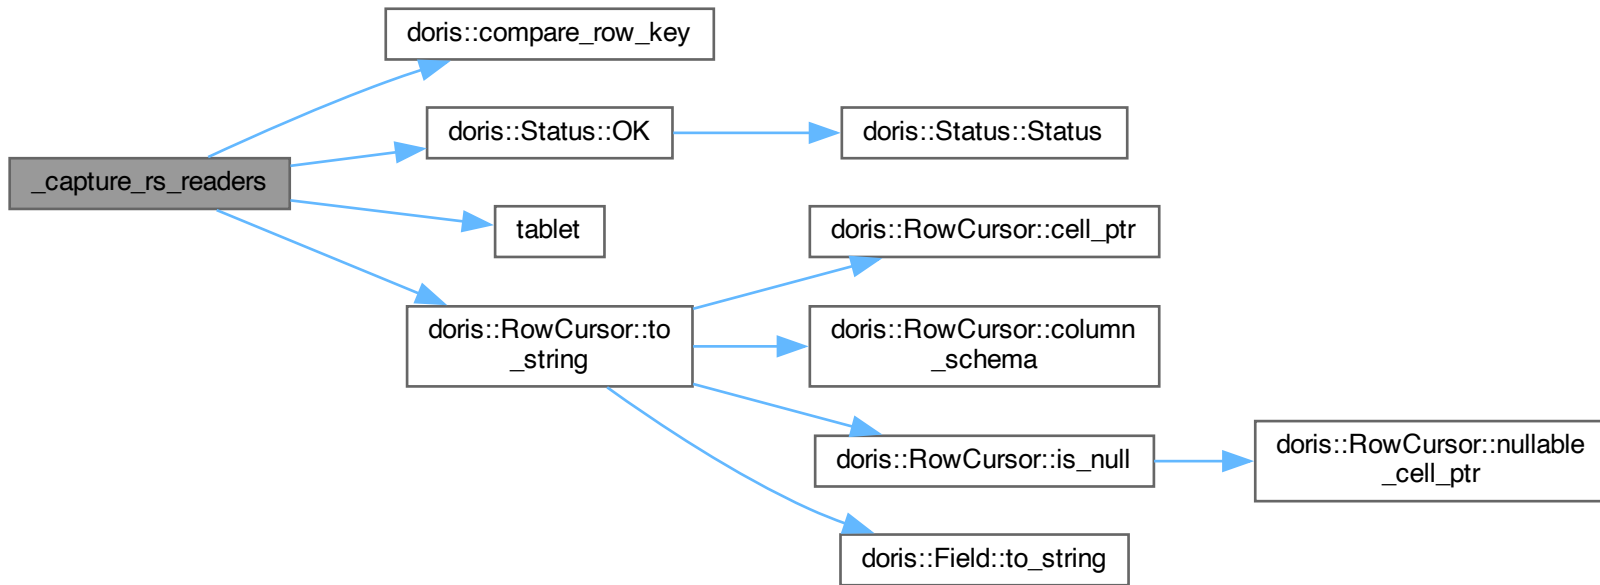 doris::compare_row_key
doris::Status::OK
doris::Status::Status
_capture_rs_readers
tablet
doris::RowCursor::cell_ptr
doris::RowCursor::to
_string
doris::RowCursor::column
_schema
doris::RowCursor::is_null
doris::RowCursor::nullable
_cell_ptr
doris::Field::to_string